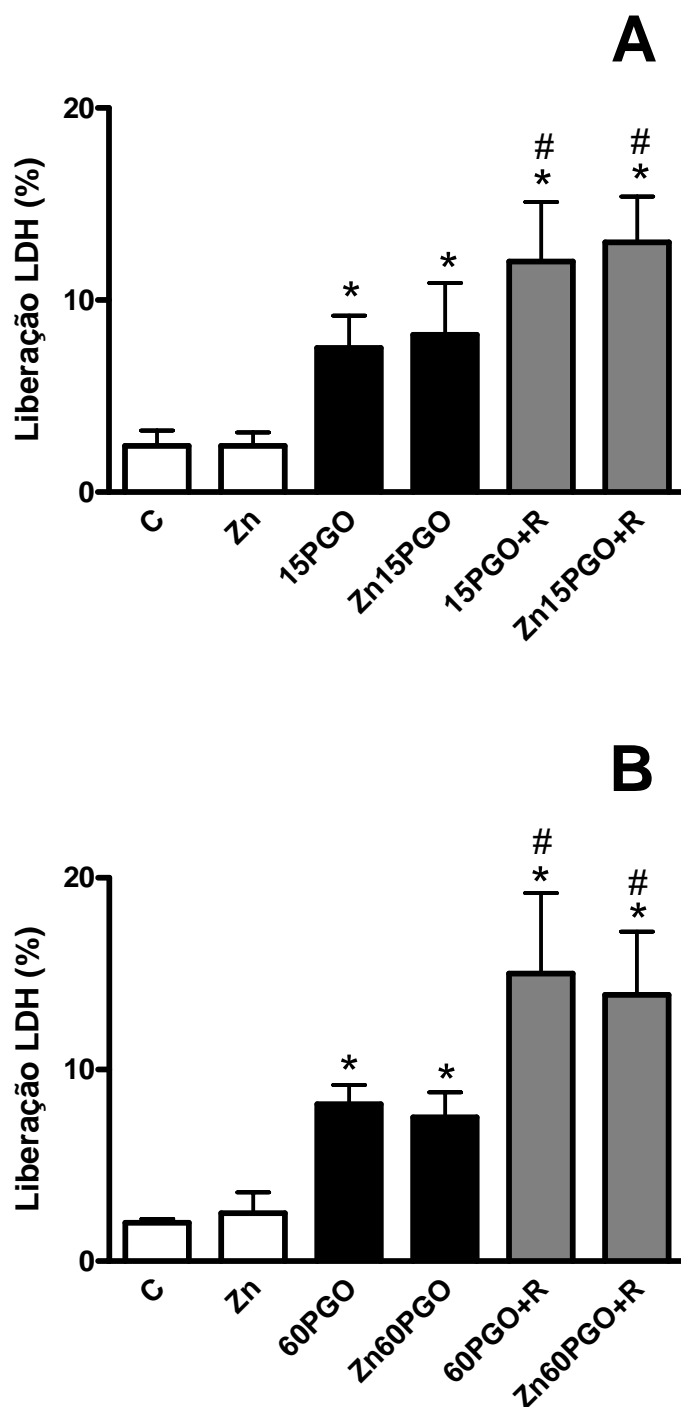 A
Liberação LDH (%)
20
10
0
# #
* *
* *
C Zn 15PGO Zn15PGO 15PGO+R Zn15PGO+R
B
Liberação LDH (%)
20
10
0
# #
* *
* *
C Zn 60PGO Zn60PGO 60PGO+R Zn60PGO+R